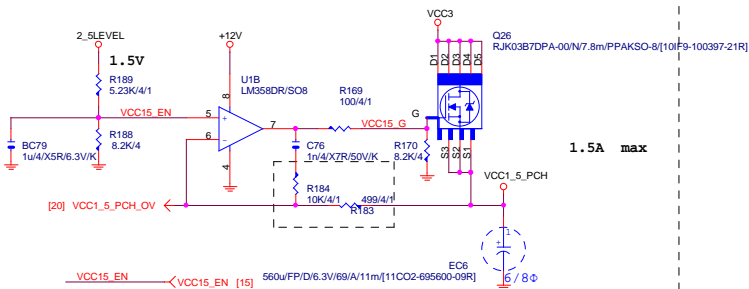 VCC3
2_5LEVEL
+12V
Q26
RJK03B7DPA-00/N/7.8m/PPAKSO-8/[10IF9-100397-21R]
D1
D2
D3
D4
D5
1.5V
R189
5.23K/4/1
U1B
LM358DR/SO8
R169
100/4/1
8
VCC15_EN
5
+
7
VCC15_G
G
6
-
4
BC79
1u/4/X5R/6.3V/K
R188
8.2K/4
C76
1n/4/X7R/50V/K
R170
8.2K/4
S3
S2
S1
1.5A max
VCC1_5_PCH
R184
10K/4/1
499/4/1
R183
[20] VCC1_5_PCH_OV
1
+
EC6
560u/FP/D/6.3V/69/A/11m/[11CO2-695600-09R]
6/8Φ
VCC15_EN
VCC15_EN [15]